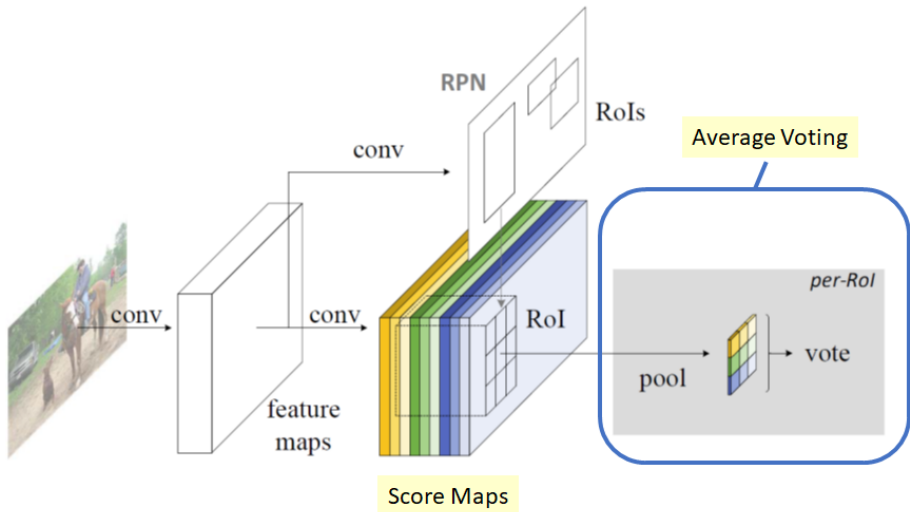 RPN
RoIs
Average Voting
conv
per-RoI
conv
conv
RoI
pool
vote
feature
maps
Score Maps